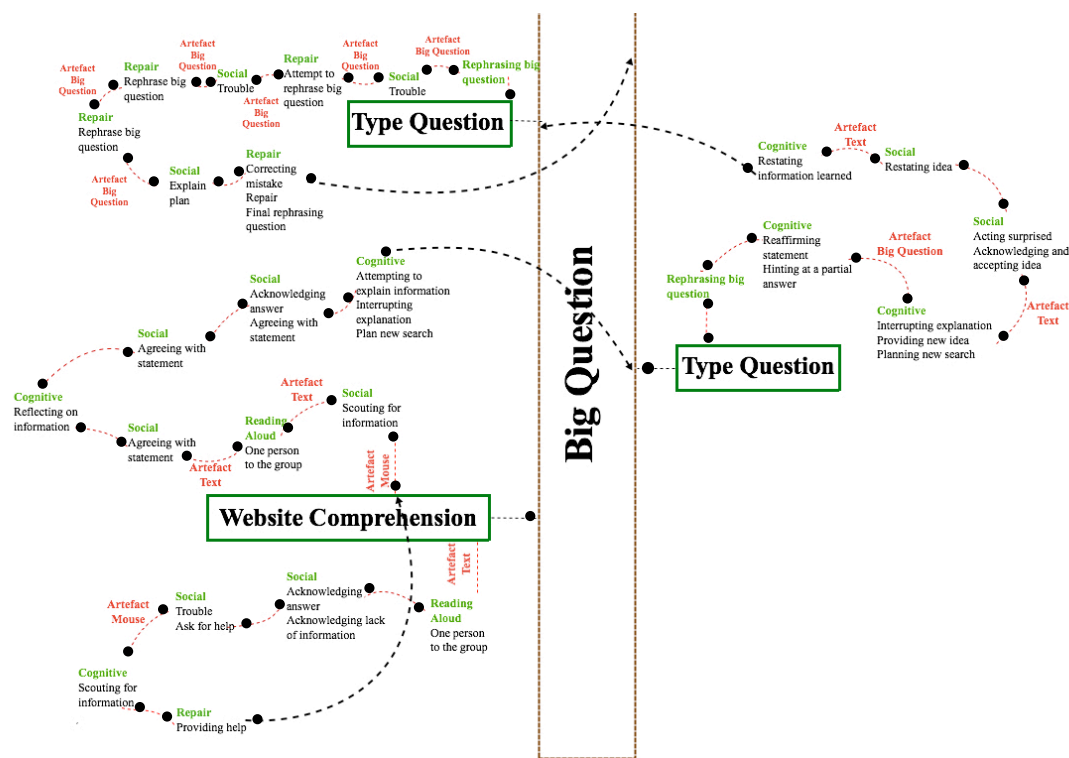 Artefact
Big Question
Artefact
Big
Question
Repair
Rephrase big
question
Artefact
Big
Question
Social
Trouble
Artefact
Big
Question
Repair
Attempt to
rephrase big
question
Artefact
Big
Question
Social
Trouble
Rephrasing big
question
Type Question
Artefact
Big
Question
Repair
Rephrase big
question
Artefact
Big
Question
Social
Explain
plan
Repair
Correcting
mistake
Repair
Final rephrasing
question
Cognitive
Attempting to
explain information
Interrupting
explanation
Plan new search
Social
Acknowledging
answer
Agreeing with
statement
Social
Agreeing with
statement
Cognitive
Reflecting on
information
Social
Agreeing with
statement
Artefact
Text
Reading
Aloud
One person
to the group
Artefact
Text
Social
Scouting for
information
Artefact
Mouse
Website Comprehension
Artefact
Text
Reading
Aloud
One person
to the group
Social
Acknowledging
answer
Acknowledging lack
of information
Social
Trouble
Ask for help
Artefact
Mouse
Cognitive
Scouting for
information
Repair
Providing help
Big Question
Cognitive
Restating
information learned
Artefact
Text
Social
Restating idea
Social
Acting surprised
Acknowledging and
accepting idea
Artefact
Text
Cognitive
Interrupting explanation
Providing new idea
Planning new search
Artefact
Big Question
Cognitive
Reaffirming
statement
Hinting at a partial
answer
Rephrasing big
question
Type Question